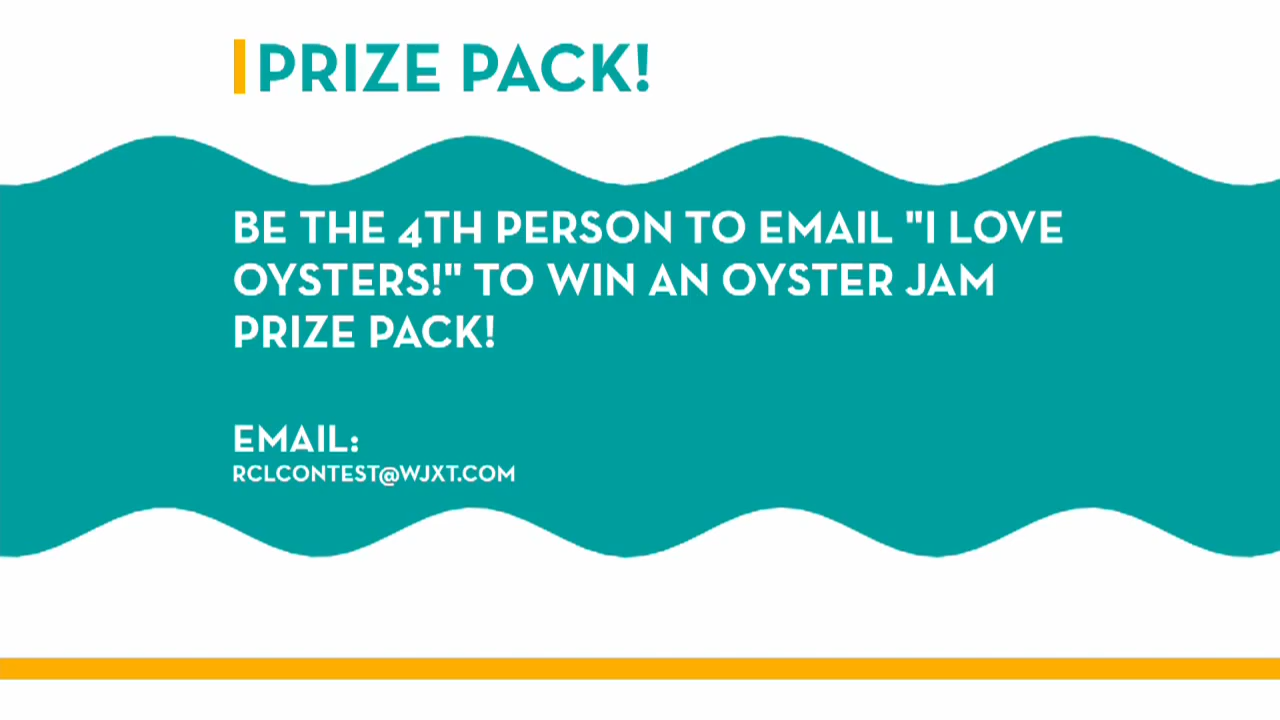 PRIZE PACK!
BE THE 4TH PERSON TO EMAIL "I LOVE
OYSTERS!" TO WIN AN OYSTER JAM
PRIZE PACK!
EMAIL:
RCLCONTEST@WJXT.COM